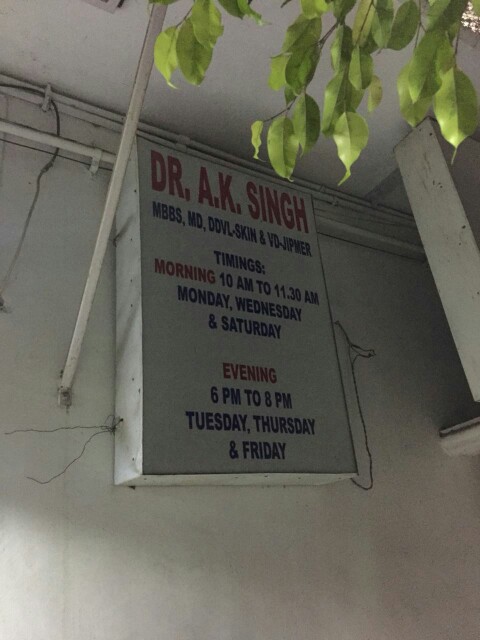 DR. A.K. SINGH
MBBS, MD, DOVL-SKIN & VD-JIPMER
TIMINGS:
MORNING 10 AM TO 11.30 AM
MONDAY, WEDNESDAY
& SATURDAY
EVENING
6 PM TO 8 PM
TUESDAY, THURSDAY
& FRIDAY